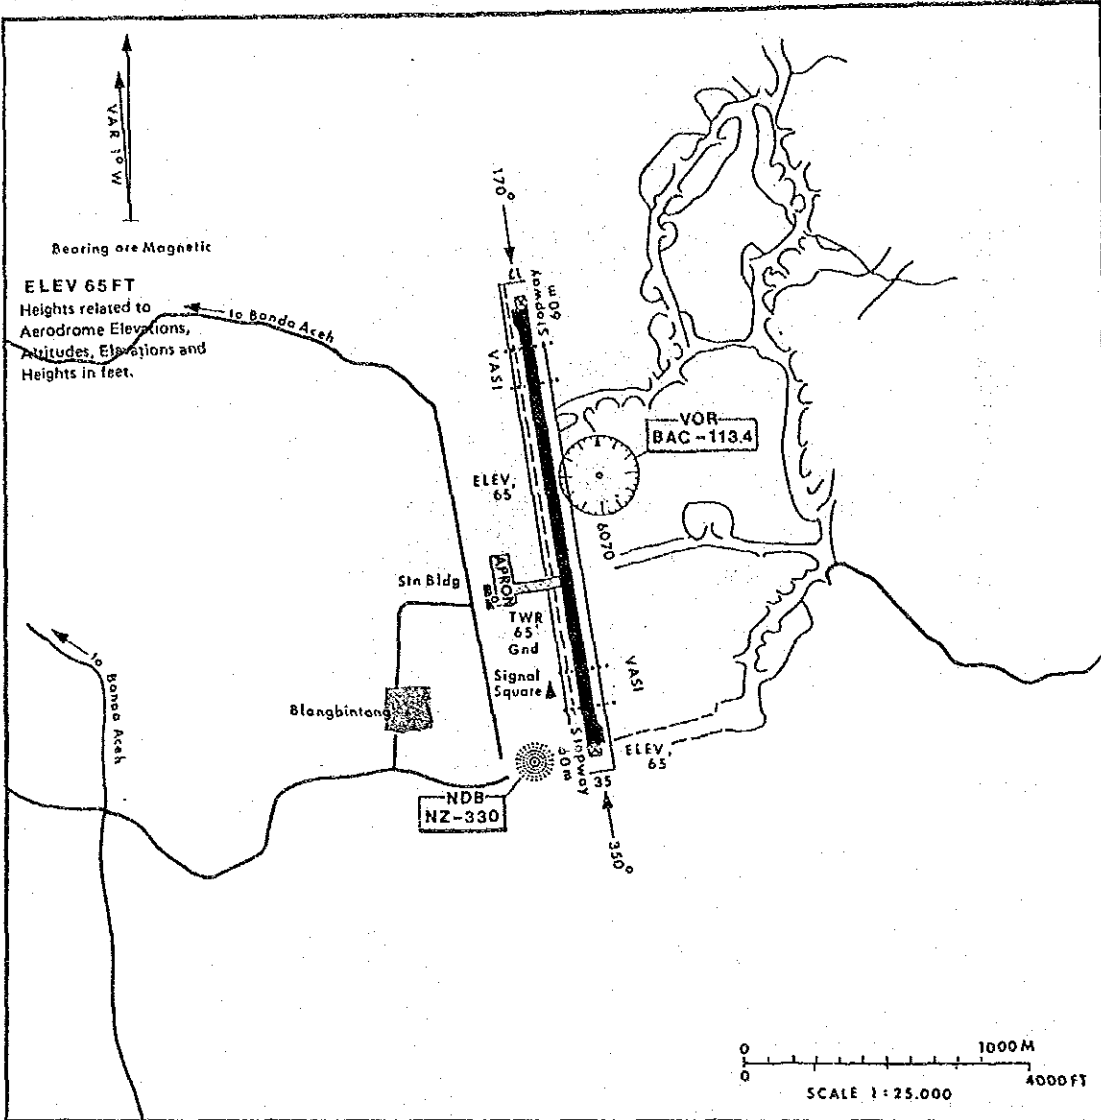 VAR 1° W
Bearing are Magnetic
ELEV 65 FT
Heights related to
Aerodrome Elevations,
Altitudes, Elevations and
Heights in feet.
to Banda Aceh
170°
17
Stopway
60 m
VASI
VOR
BAC-113.4
ELEV,
65'
6070
APRON
Stn Bldg
TWR
65'
Gnd
Signal
Square
VASI
to Banda Aceh
Blangbintang
Stopway
ELEV,
65'
NDB
NZ-330
35
350°
0 1000 M
0 4000 FT
SCALE 1:25.000